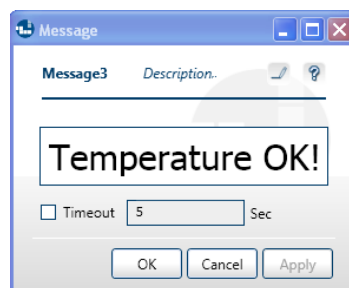 Message
Message3 Description..
Temperature OK!
Timeout 5 Sec
OK Cancel Apply